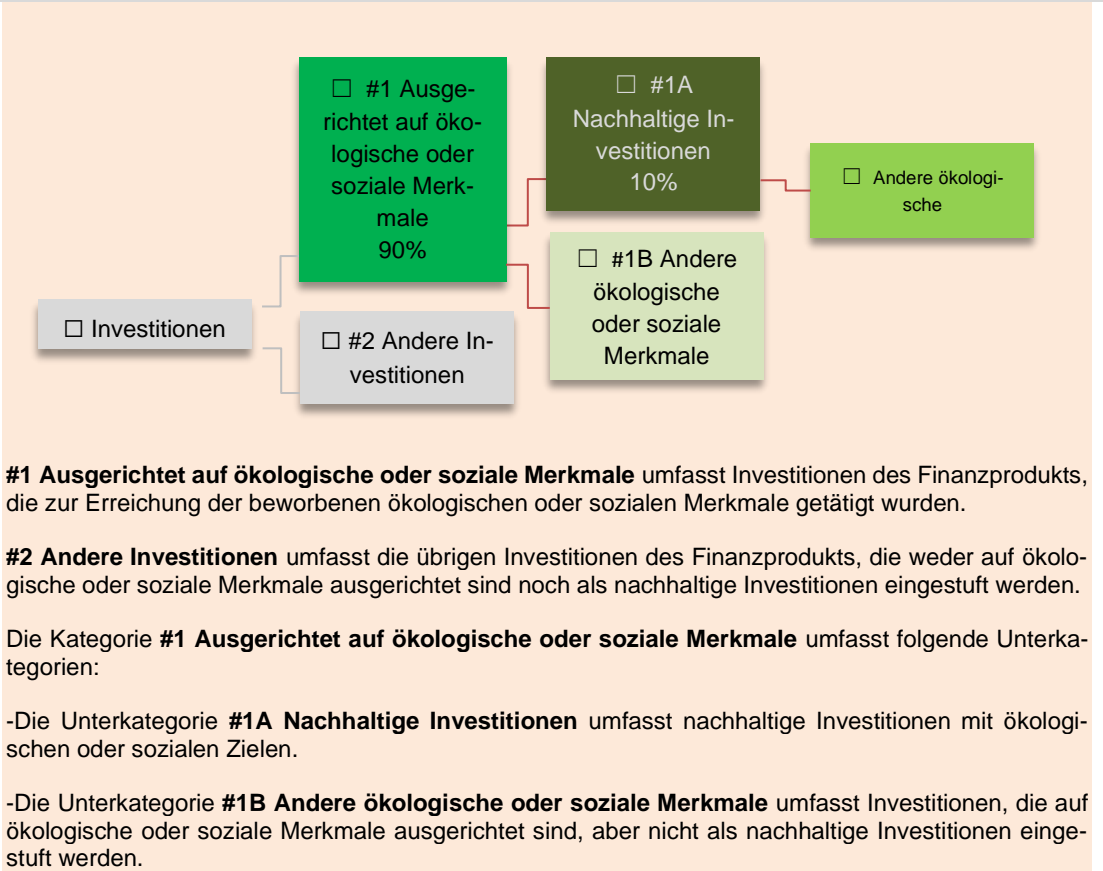 ☐ #1 Ausge-
richtet auf öko-
logische oder
soziale Merk-
male
90%
☐ #1A
Nachhaltige In-
vestitionen
10%
☐ Andere ökologi-
sche
☐ #1B Andere
ökologische
oder soziale
Merkmale
☐ Investitionen
☐ #2 Andere In-
vestitionen
#1 Ausgerichtet auf ökologische oder soziale Merkmale umfasst Investitionen des Finanzprodukts,
die zur Erreichung der beworbenen ökologischen oder sozialen Merkmale getätigt wurden.
#2 Andere Investitionen umfasst die übrigen Investitionen des Finanzprodukts, die weder auf ökolo-
gische oder soziale Merkmale ausgerichtet sind noch als nachhaltige Investitionen eingestuft werden.
Die Kategorie #1 Ausgerichtet auf ökologische oder soziale Merkmale umfasst folgende Unterka-
tegorien:
-Die Unterkategorie #1A Nachhaltige Investitionen umfasst nachhaltige Investitionen mit ökologi-
schen oder sozialen Zielen.
-Die Unterkategorie #1B Andere ökologische oder soziale Merkmale umfasst Investitionen, die auf
ökologische oder soziale Merkmale ausgerichtet sind, aber nicht als nachhaltige Investitionen einge-
stuft werden.